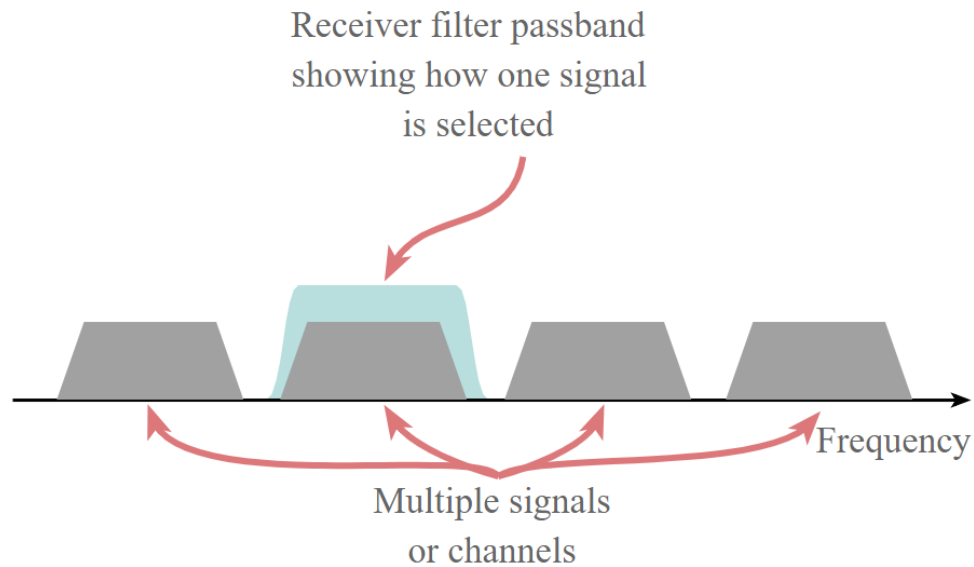 Receiver filter passband
showing how one signal
is selected
Frequency
Multiple signals
or channels